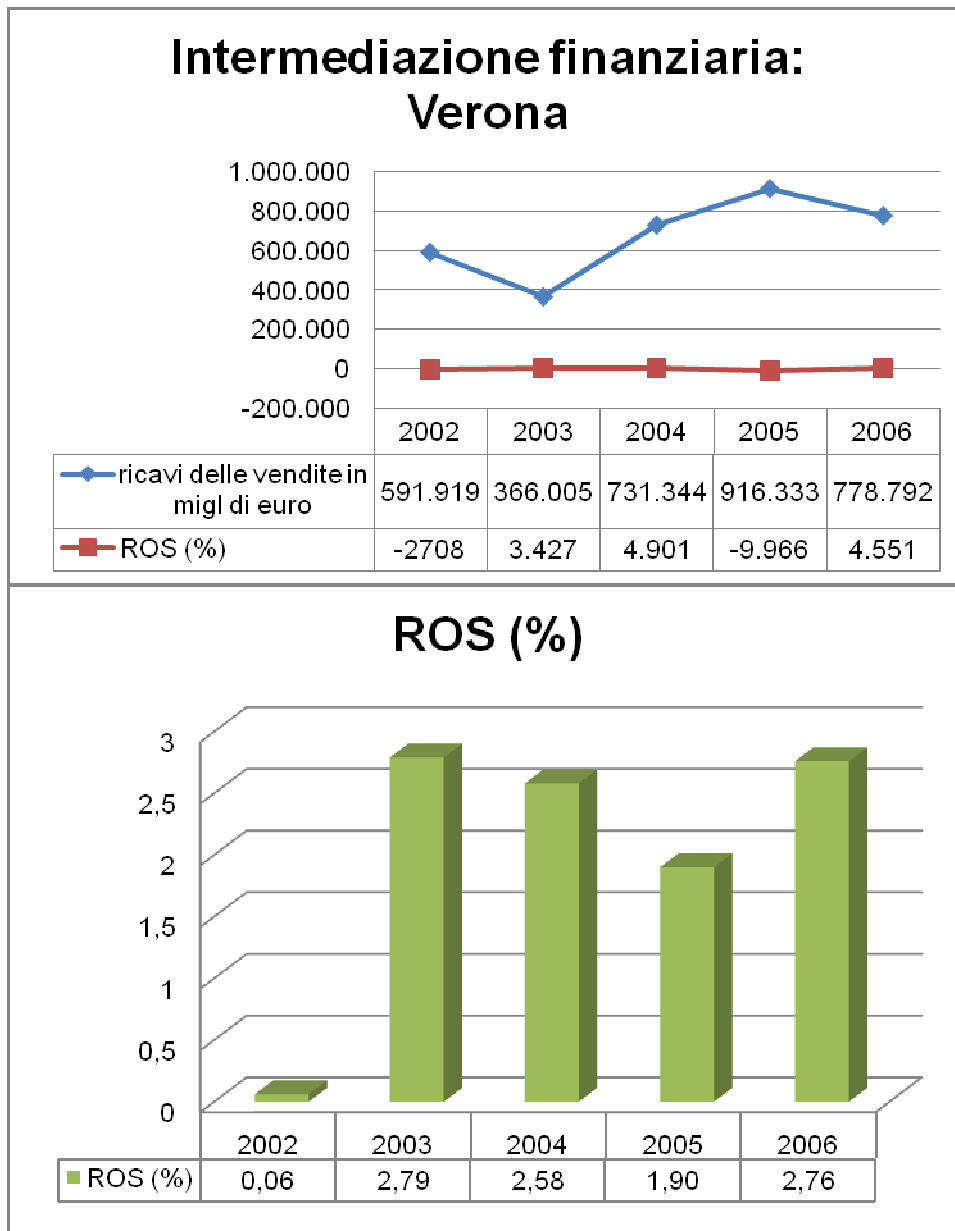 Intermediazione finanziaria:
Verona
1.000.000
800.000
600.000
400.000
200.000
0
-200.000
2002 2003 2004 2005 2006
ricavi delle vendite in
migl di euro
591.919 366.005 731.344 916.333 778.792
ROS (%) -2708 3.427 4.901 -9.966 4.551
ROS (%)
3
2,5
2
1,5
1
0,5
0
2002 2003 2004 2005 2006
ROS (%) 0,06 2,79 2,58 1,90 2,76